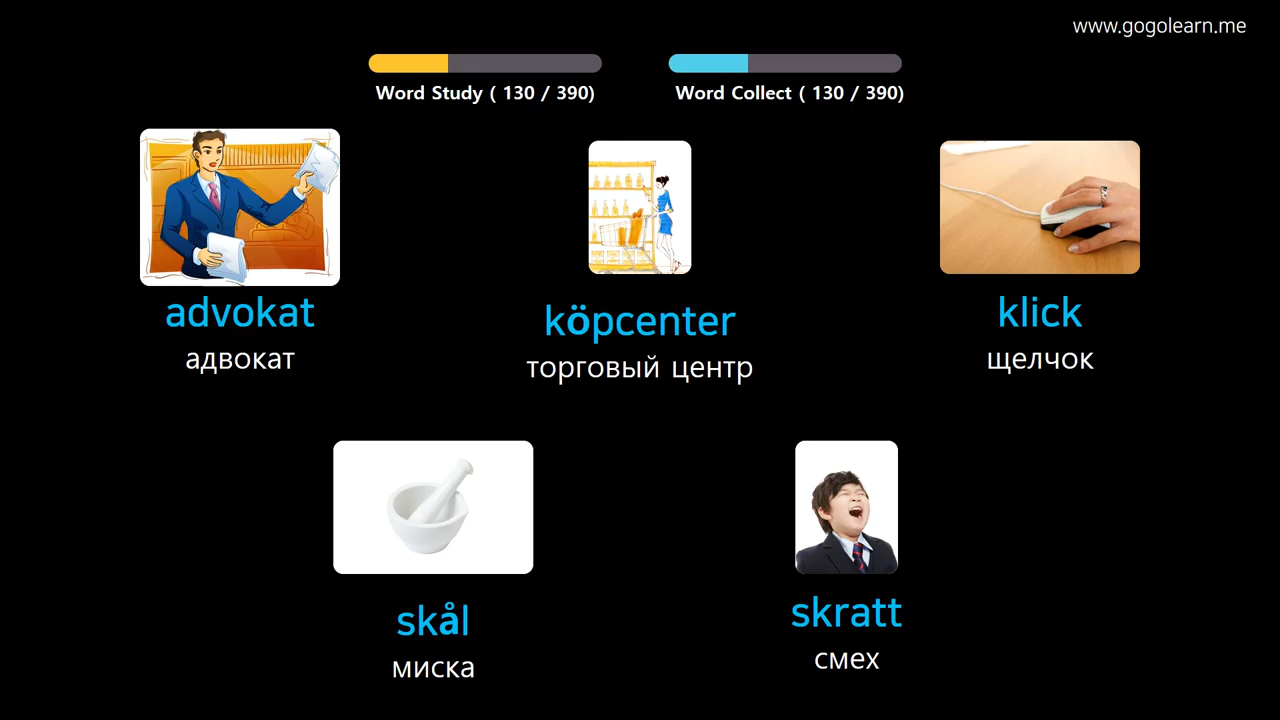 www.gogolearn.me
Word Study ( 130 / 390)
Word Collect ( 130 / 390)
advokat
адвокат
köpcenter
торговый центр
klick
щелчок
skål
миска
skratt
смех